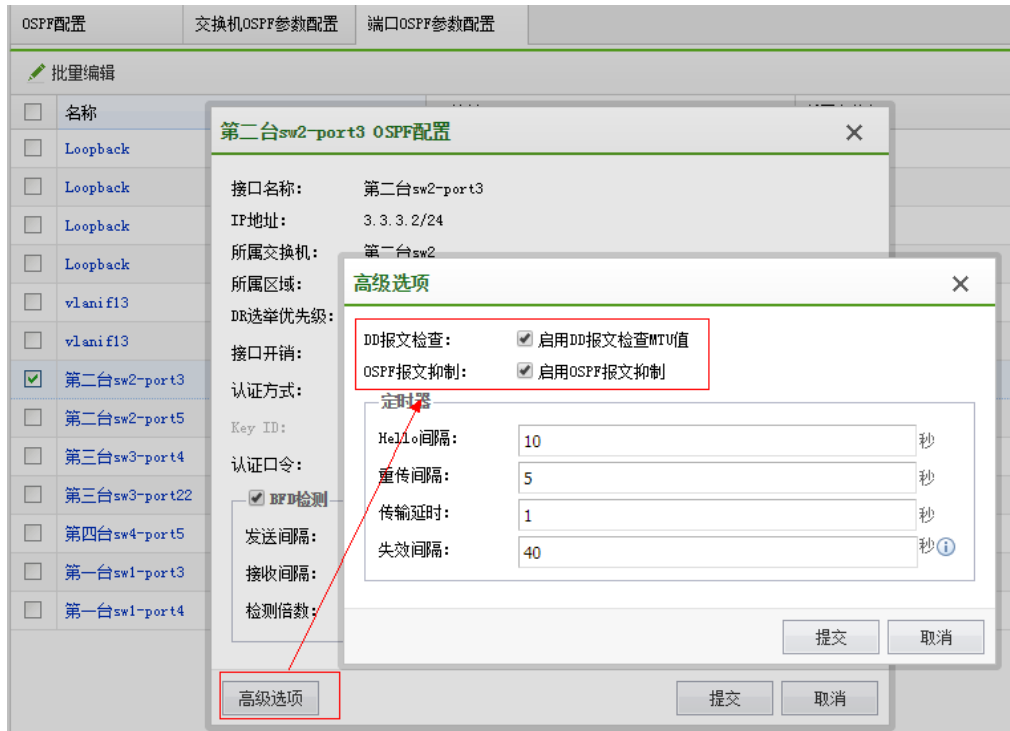 OSPF配置 交换机OSPF参数配置 端口OSPF参数配置
批量编辑
名称
Loopback
Loopback
Loopback
Loopback
vlanif13
vlanif13
第二台sw2-port3
第二台sw2-port5
第三台sw3-port4
第三台sw3-port22
第四台sw4-port5
第一台sw1-port3
第一台sw1-port4
第二台sw2-port3 OSPF配置
接口名称: 第二台sw2-port3
IP地址: 3.3.3.2/24
所属交换机: 第二台sw2
所属区域:
DR选举优先级:
接口开销:
认证方式:
Key ID:
认证口令:
BFD检测
发送间隔:
接收间隔:
检测倍数:
高级选项 提交 取消
高级选项
DD报文检查: 启用DD报文检查MTU值
OSPF报文抑制: 启用OSPF报文抑制
定时器
Hello间隔: 10 秒
重传间隔: 5 秒
传输延时: 1 秒
失效间隔: 40 秒
提交 取消